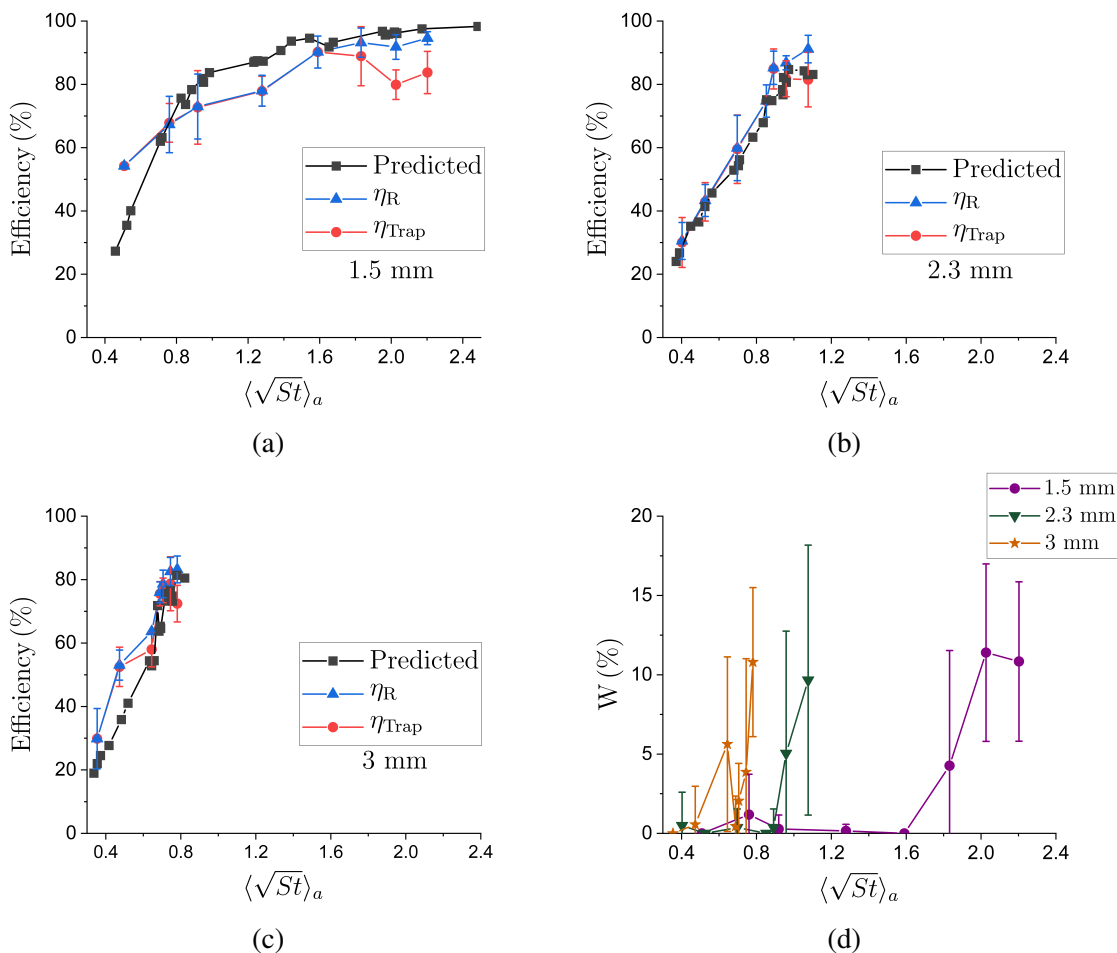 100
80
60
40
20
0
Efficiency (%)
0.4 0.8 1.2 1.6 2.0 2.4
⟨√St⟩a
Predicted
ηR
ηTrap
1.5 mm
(a)
100
80
60
40
20
0
Efficiency (%)
0.4 0.8 1.2 1.6 2.0 2.4
⟨√St⟩a
Predicted
ηR
ηTrap
2.3 mm
(b)
100
80
60
40
20
0
Efficiency (%)
0.4 0.8 1.2 1.6 2.0 2.4
⟨√St⟩a
Predicted
ηR
ηTrap
3 mm
(c)
1.5 mm
2.3 mm
3 mm
20
15
10
5
0
W (%)
0.4 0.8 1.2 1.6 2.0 2.4
⟨√St⟩a
(d)